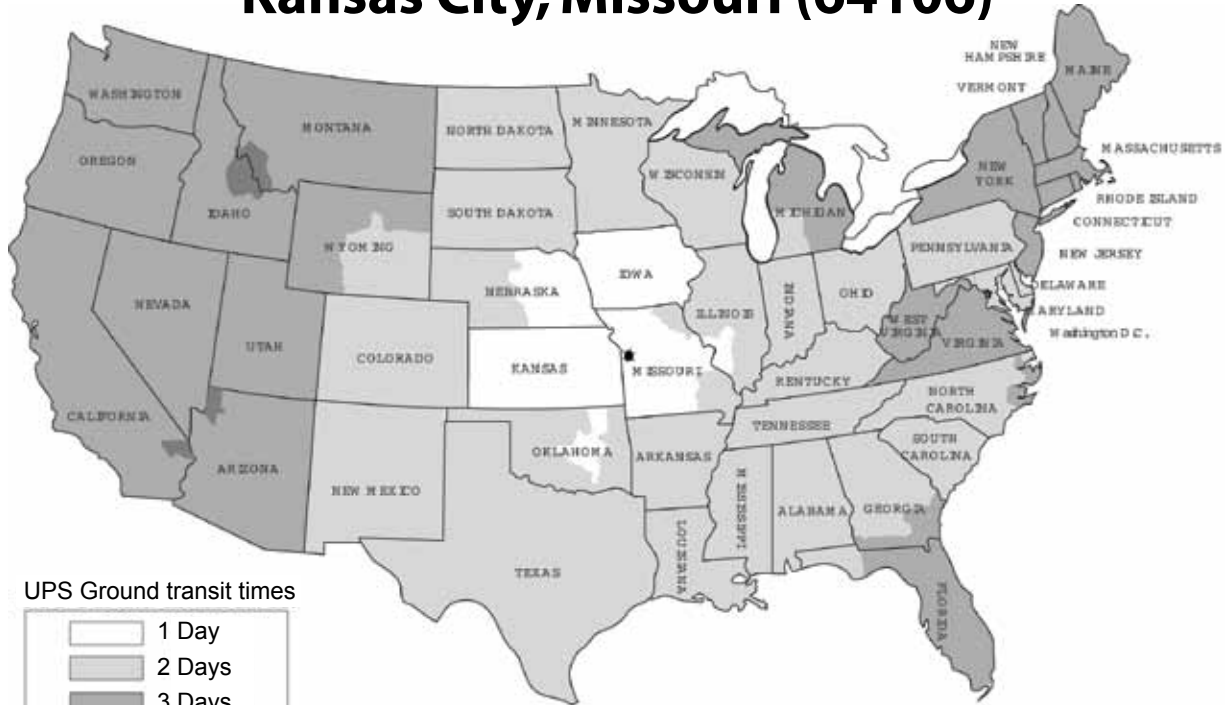 Kansas City, Missouri (64106)
NEW
HAMPSHIRE
MAINE
VERMONT
WASHINGTON
MONTANA
NORTH DAKOTA
MINNESOTA
MASSACHUSETTS
OREGON
WISCONSIN
NEW
YORK
RHODE ISLAND
IDAHO
SOUTH DAKOTA
MICHIGAN
CONNECTICUT
WYOMING
PENNSYLVANIA
NEW JERSEY
IOWA
NEVADA
NEBRASKA
ILLINOIS
INDIANA
OHIO
DELAWARE
MARYLAND
WEST
VIRGINIA
VIRGINIA
Washington D.C.
UTAH
COLORADO
KANSAS
MISSOURI
KENTUCKY
CALIFORNIA
NORTH
CAROLINA
TENNESSEE
ARIZONA
OKLAHOMA
ARKANSAS
SOUTH
CAROLINA
NEW MEXICO
MISSISSIPPI
ALABAMA
GEORGIA
TEXAS
LOUISIANA
FLORIDA
UPS Ground transit times
1 Day
2 Days
3 Days